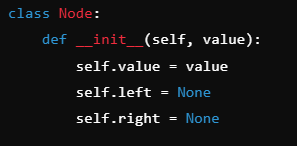 class Node:
    def __init__(self, value):
        self.value = value
        self.left = None
        self.right = None